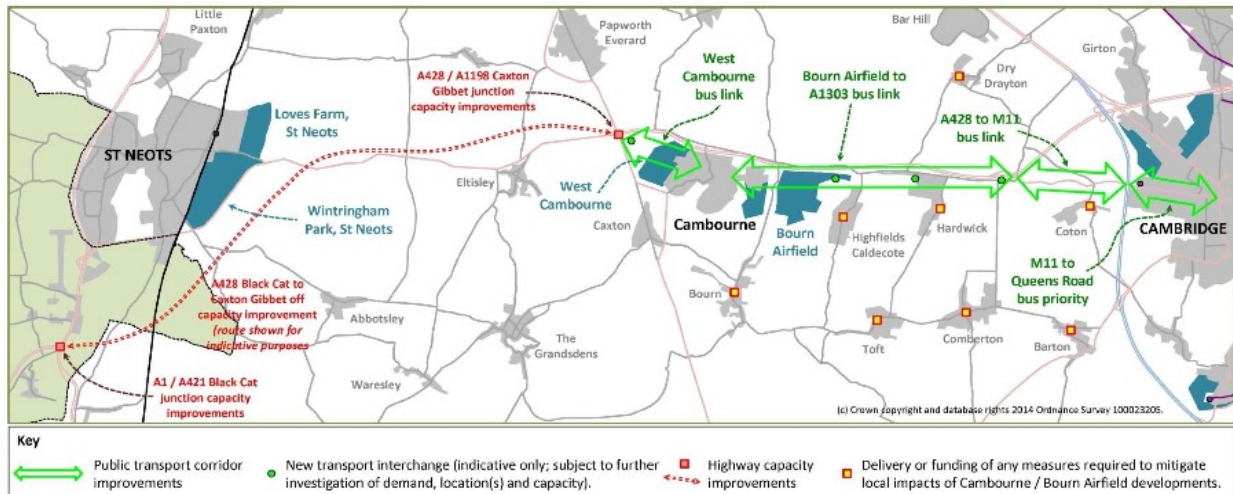 Little
Paxton
Papworth
Everard
Bar Hill
Girton
Dry
Drayton
A428 / A1198 Caxton
Gibbet junction
capacity improvements
West
Cambourne
bus link
Bourn Airfield to
A1303 bus link
A428 to M11
bus link
Loves Farm,
St Neots
ST NEOTS
Eltisley
West
Cambourne
Wintringham
Park, St Neots
Caxton
Cambourne
Bourn
Airfield
Highfields
Caldecote
Hardwick
Coton
CAMBRIDGE
M11 to
Queens Road
bus priority
A428 Black Cat to
Caxton Gibbet off
capacity improvement
(route shown for
indicative purposes
Abbotsley
Bourn
The
Gransdens
Toft
Comberton
Barton
Waresley
A1 / A421 Black Cat
junction capacity
improvements
(c) Crown copyright and database rights 2014 Ordnance Survey 100023205.
Key
Public transport corridor
improvements
New transport interchange (indicative only; subject to further
investigation of demand, location(s) and capacity).
Highway capacity
improvements
Delivery or funding of any measures required to mitigate
local impacts of Cambourne / Bourn Airfield developments.